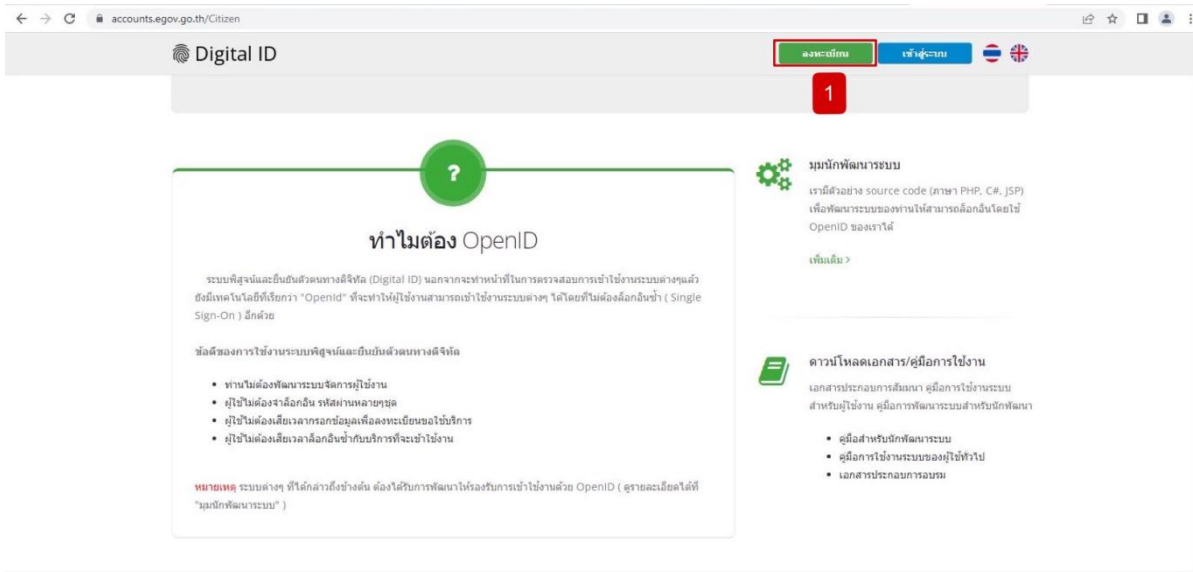 accounts.egov.go.th/Citizen
Digital ID
ลงทะเบียน
เข้าสู่ระบบ
1
?
ทำไมต้อง OpenID
ระบบพิสูจน์และยืนยันตัวตนทางดิจิทัล (Digital ID) นอกจากจะทำหน้าที่ในการตรวจสอบการเข้าใช้งานระบบต่างๆแล้ว
ยังมีเทคโนโลยีที่เรียกว่า "OpenId" ที่จะทำให้ผู้ใช้งานสามารถเข้าใช้งานระบบต่างๆ ได้โดยที่ไม่ต้องล็อกอินซ้ำ ( Single
Sign-On ) อีกด้วย
ข้อดีของการใช้งานระบบพิสูจน์และยืนยันตัวตนทางดิจิทัล
• ท่านไม่ต้องพัฒนาระบบจัดการผู้ใช้งาน
• ผู้ใช้ไม่ต้องจำล็อกอิน รหัสผ่านหลายๆชุด
• ผู้ใช้ไม่ต้องเสียเวลากรอกข้อมูลเพื่อลงทะเบียนขอใช้บริการ
• ผู้ใช้ไม่ต้องเสียเวลาล็อกอินซ้ำกับบริการที่จะเข้าใช้งาน
หมายเหตุ ระบบต่างๆ ที่ได้กล่าวถึงข้างต้น ต้องได้รับการพัฒนาให้รองรับการเข้าใช้งานด้วย OpenID ( ดูรายละเอียดได้ที่
"มุมนักพัฒนาระบบ" )
มุมนักพัฒนาระบบ
เรามีตัวอย่าง source code (ภาษา PHP, C#, JSP)
เพื่อพัฒนาระบบของท่านให้สามารถล็อกอินโดยใช้
OpenID ของเราได้
เพิ่มเติม >
ดาวน์โหลดเอกสาร/คู่มือการใช้งาน
เอกสารประกอบการสัมมนา คู่มือการใช้งานระบบ
สำหรับผู้ใช้งาน คู่มือการพัฒนาระบบสำหรับนักพัฒนา
• คู่มือสำหรับนักพัฒนาระบบ
• คู่มือการใช้งานระบบของผู้ใช้ทั่วไป
• เอกสารประกอบการอบรม